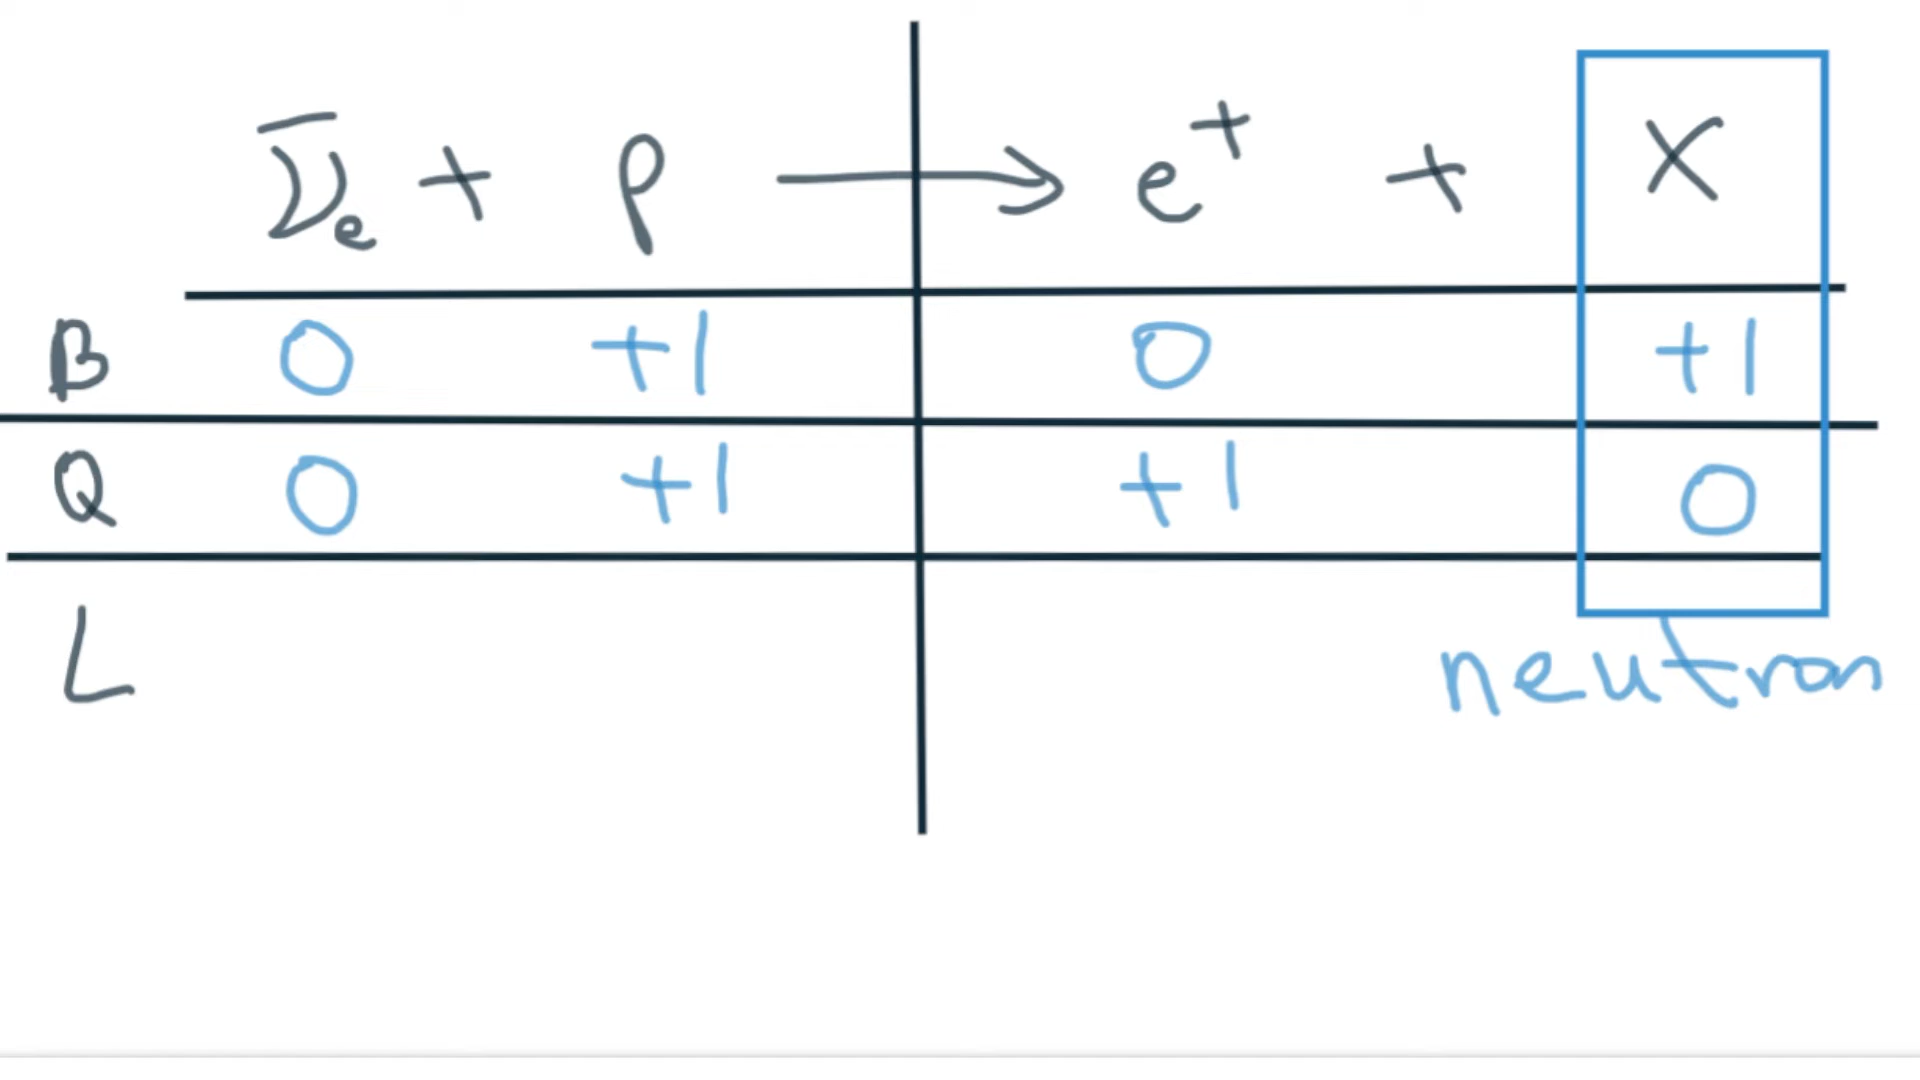 ν̅ₑ + p → e⁺ + X
B 0 +1 0 +1
Q 0 +1 +1 0
L
neutron